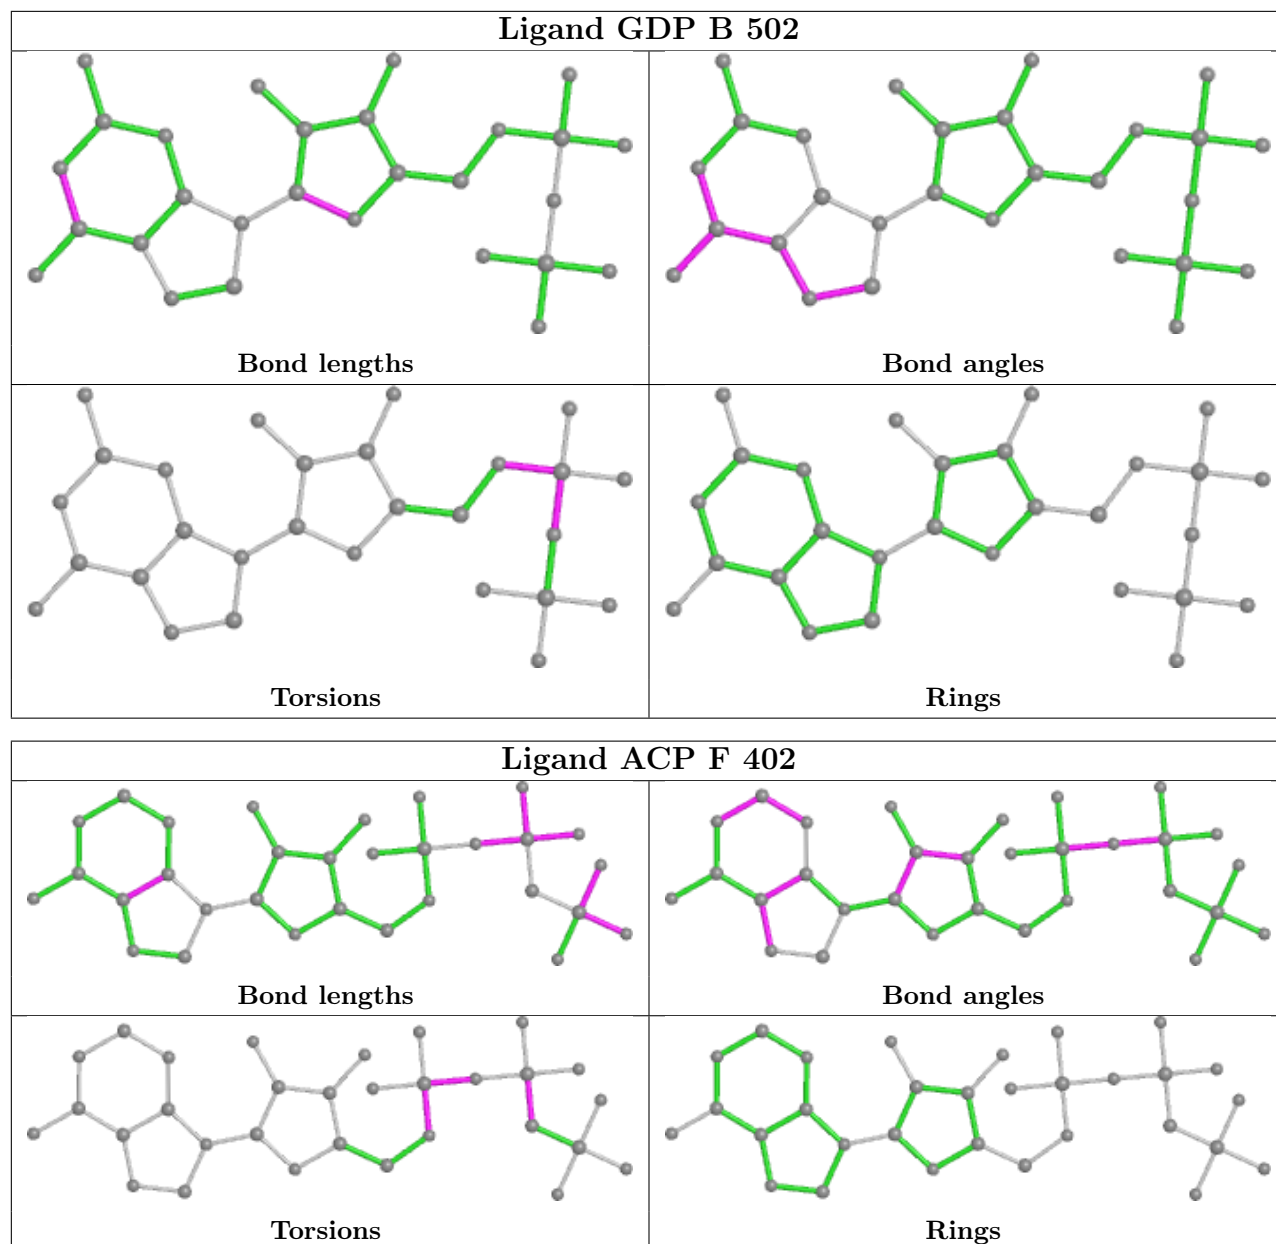 Ligand GDP B 502
Bond lengths
Bond angles
Torsions
Rings
Ligand ACP F 402
Bond lengths
Bond angles
Torsions
Rings